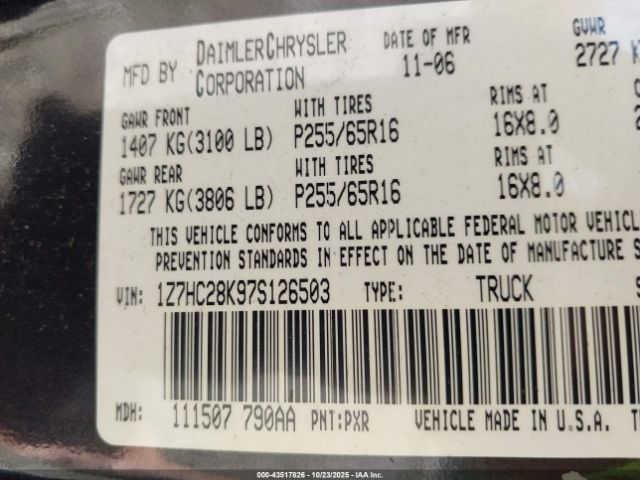 MFD BY DAIMLERCHRYSLER CORPORATION DATE OF MFR 11-06 GVWR 2727
GAWR FRONT WITH TIRES RIMS AT
1407 KG(3100 LB) P255/65R16 16X8.0
GAWR REAR WITH TIRES RIMS AT
1727 KG(3806 LB) P255/65R16 16X8.0
THIS VEHICLE CONFORMS TO ALL APPLICABLE FEDERAL MOTOR VEHICL
PREVENTION STANDARDS IN EFFECT ON THE DATE OF MANUFACTURE S
VIN: 1Z7HC28K97S126503 TYPE: TRUCK
MDH: 111507 790AA PNT:PXR VEHICLE MADE IN U.S.A.
000-43517826 - 10/23/2025 - IAA Inc.